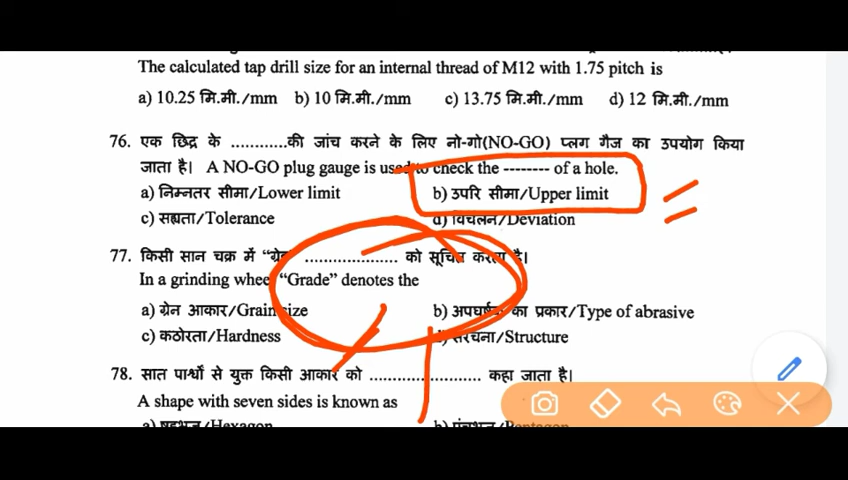 The calculated tap drill size for an internal thread of M12 with 1.75 pitch is
a) 10.25 मि.मी./mm b) 10 मि.मी./mm c) 13.75 मि.मी./mm d) 12 मि.मी./mm
76. एक छिद्र के ............की जांच करने के लिए नो-गो(NO-GO) प्लग गैज का उपयोग किया
जाता है। A NO-GO plug gauge is used to check the -------- of a hole.
a) निम्नतर सीमा/Lower limit b) उपरि सीमा/Upper limit
c) सह्यता/Tolerance d) विचलन/Deviation
77. किसी सान चक्र में “ग्रेड ..................... को सूचित करता है।
In a grinding wheel “Grade” denotes the
a) ग्रेन आकार/Grain size b) अपघर्षक का प्रकार/Type of abrasive
c) कठोरता/Hardness d) संरचना/Structure
78. सात पार्श्वों से युक्त किसी आकार को ......................... कहा जाता है।
A shape with seven sides is known as
a) षड्भुज/Hexagon b) पंचभुज/Pentagon